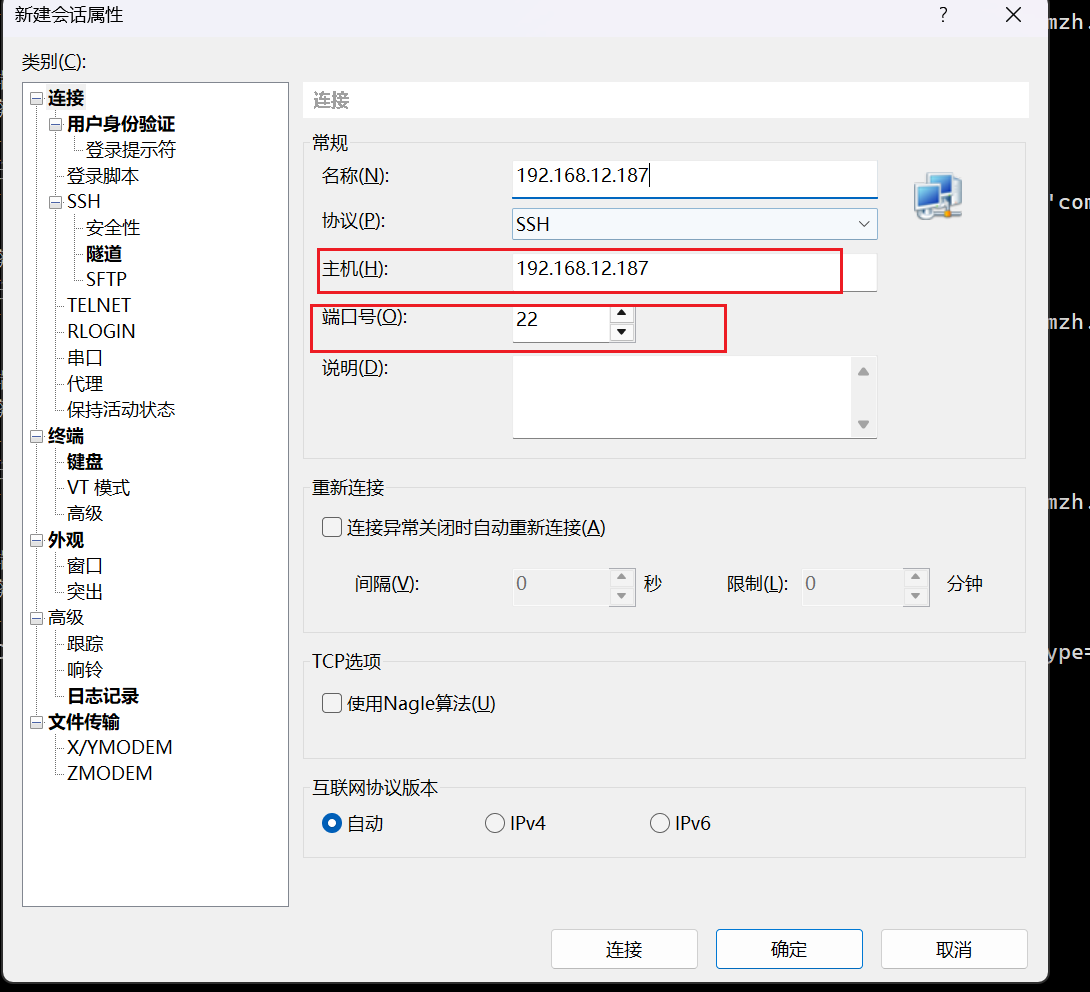 新建会话属性
?
类别(C):
连接
用户身份验证
登录提示符
登录脚本
SSH
安全性
隧道
SFTP
TELNET
RLOGIN
串口
代理
保持活动状态
终端
键盘
VT 模式
高级
外观
窗口
突出
高级
跟踪
响铃
日志记录
文件传输
X/YMODEM
ZMODEM
连接
常规
名称(N): 192.168.12.187
协议(P): SSH
主机(H): 192.168.12.187
端口号(O): 22
说明(D):
重新连接
连接异常关闭时自动重新连接(A)
间隔(V): 0 秒 限制(L): 0 分钟
TCP选项
使用Nagle算法(U)
互联网协议版本
自动 IPv4 IPv6
连接 确定 取消
mzh.
'com
mzh.
mzh.
ype=